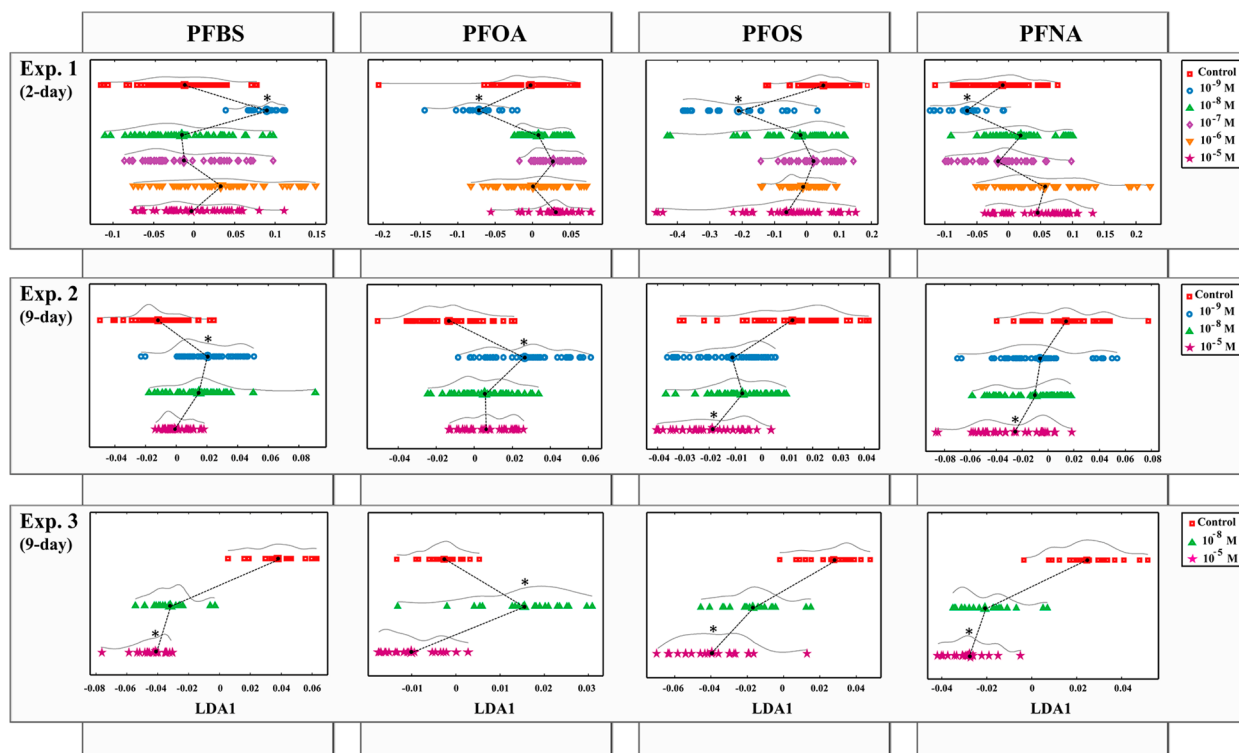 PFBS PFOA PFOS PFNA
Exp. 1
(2-day)
* * * *
-0.1 -0.05 0 0.05 0.1 0.15
-0.2 -0.15 -0.1 -0.05 0 0.05
-0.4 -0.3 -0.2 -0.1 0 0.1 0.2
-0.1 -0.05 0 0.05 0.1 0.15 0.2
Control
10⁻⁹ M
10⁻⁸ M
10⁻⁷ M
10⁻⁶ M
10⁻⁵ M
Exp. 2
(9-day)
* * * *
-0.04 -0.02 0 0.02 0.04 0.06 0.08
-0.04 -0.02 0 0.02 0.04 0.06
-0.04 -0.03 -0.02 -0.01 0 0.01 0.02 0.03 0.04
-0.08 -0.06 -0.04 -0.02 0 0.02 0.04 0.06 0.08
Control
10⁻⁹ M
10⁻⁸ M
10⁻⁵ M
Exp. 3
(9-day)
* * * *
-0.08 -0.06 -0.04 -0.02 0 0.02 0.04 0.06
-0.01 0 0.01 0.02 0.03
-0.06 -0.04 -0.02 0 0.02 0.04
-0.04 -0.02 0 0.02 0.04
Control
10⁻⁸ M
10⁻⁵ M
LDA1 LDA1 LDA1 LDA1